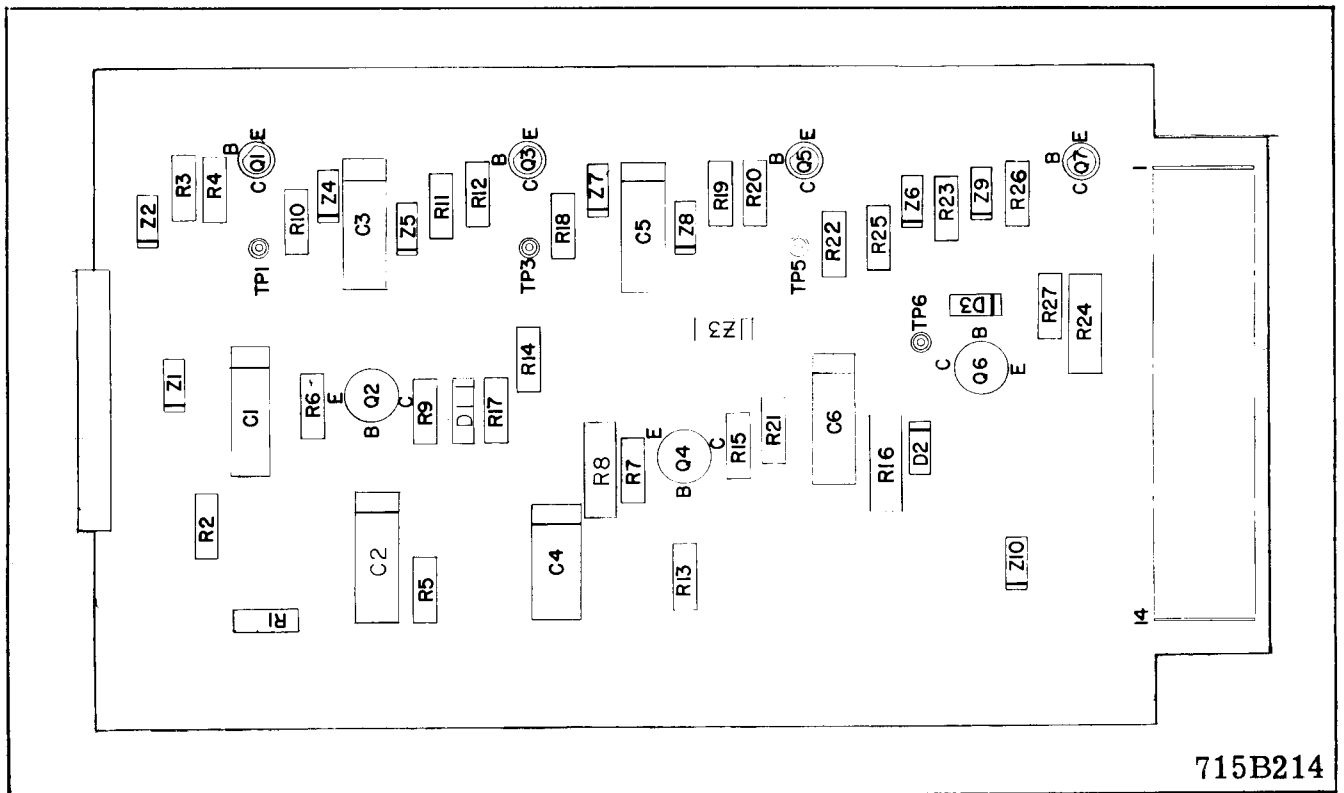 B E
Q1
C
B E
Q3
C
B E
Q5
C
B E
Q7
C
1
Z2
R3
R4
R10
Z4
C3
Z5
R11
R12
R18
Z7
C5
Z8
R19
R20
R22
R25
Z6
R23
Z9
R26
TP1
TP3
TP5
TP6
D3
R27
R24
Z3
R14
Z1
C1
R6
E
Q2
B
C
R9
D1
R17
C
B
Q6
E
R8
R7
E
Q4
B
C
R15
R21
C6
R16
D2
R2
C2
R5
C4
R13
Z10
R1
14
715B214